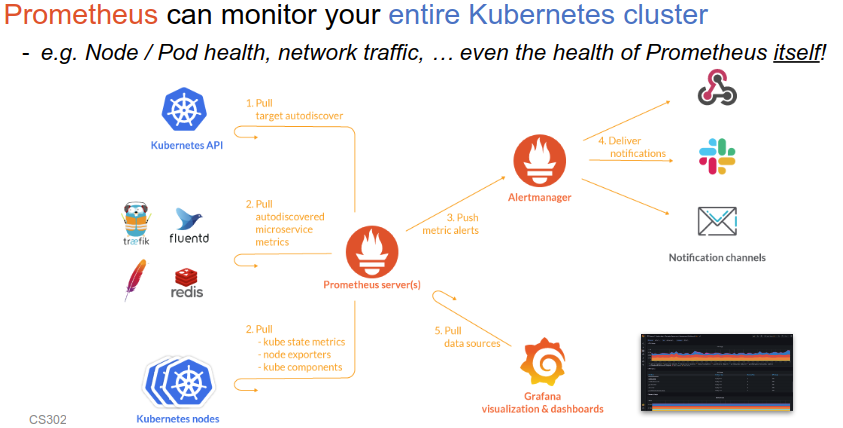 Prometheus can monitor your entire Kubernetes cluster
- e.g. Node / Pod health, network traffic, … even the health of Prometheus itself!
1. Pull
target autodiscover
Kubernetes API
2. Pull
autodiscovered
microservice
metrics
træfik
fluentd
redis
Prometheus server(s)
3. Push
metric alerts
Alertmanager
4. Deliver
notifications
Notification channels
2. Pull
- kube state metrics
- node exporters
- kube components
Kubernetes nodes
5. Pull
data sources
Grafana
visualization & dashboards
CS302